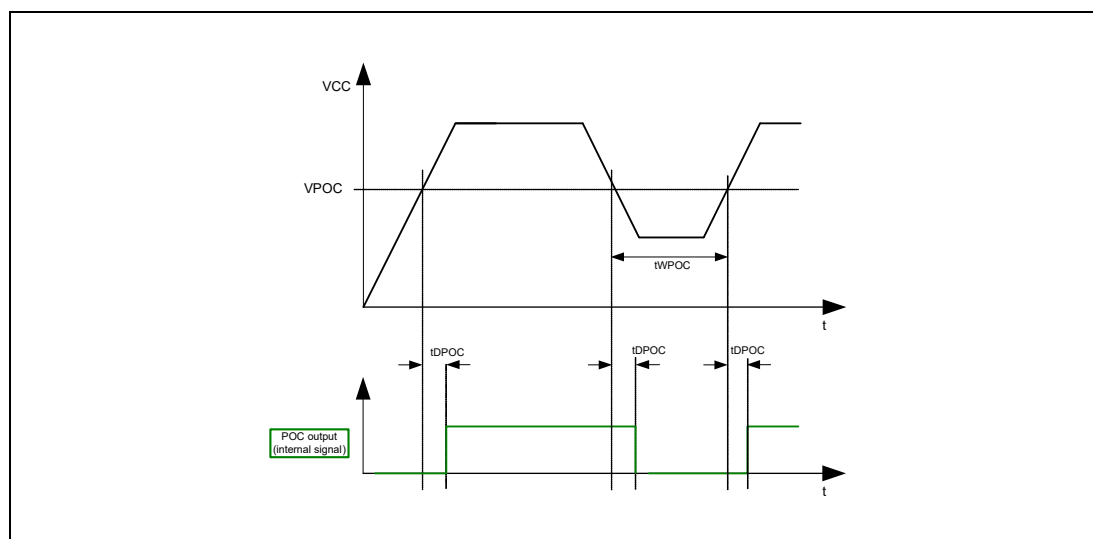 VCC
VPOC
tWPOC
t
tDPOC
tDPOC
tDPOC
POC output
(internal signal)
t